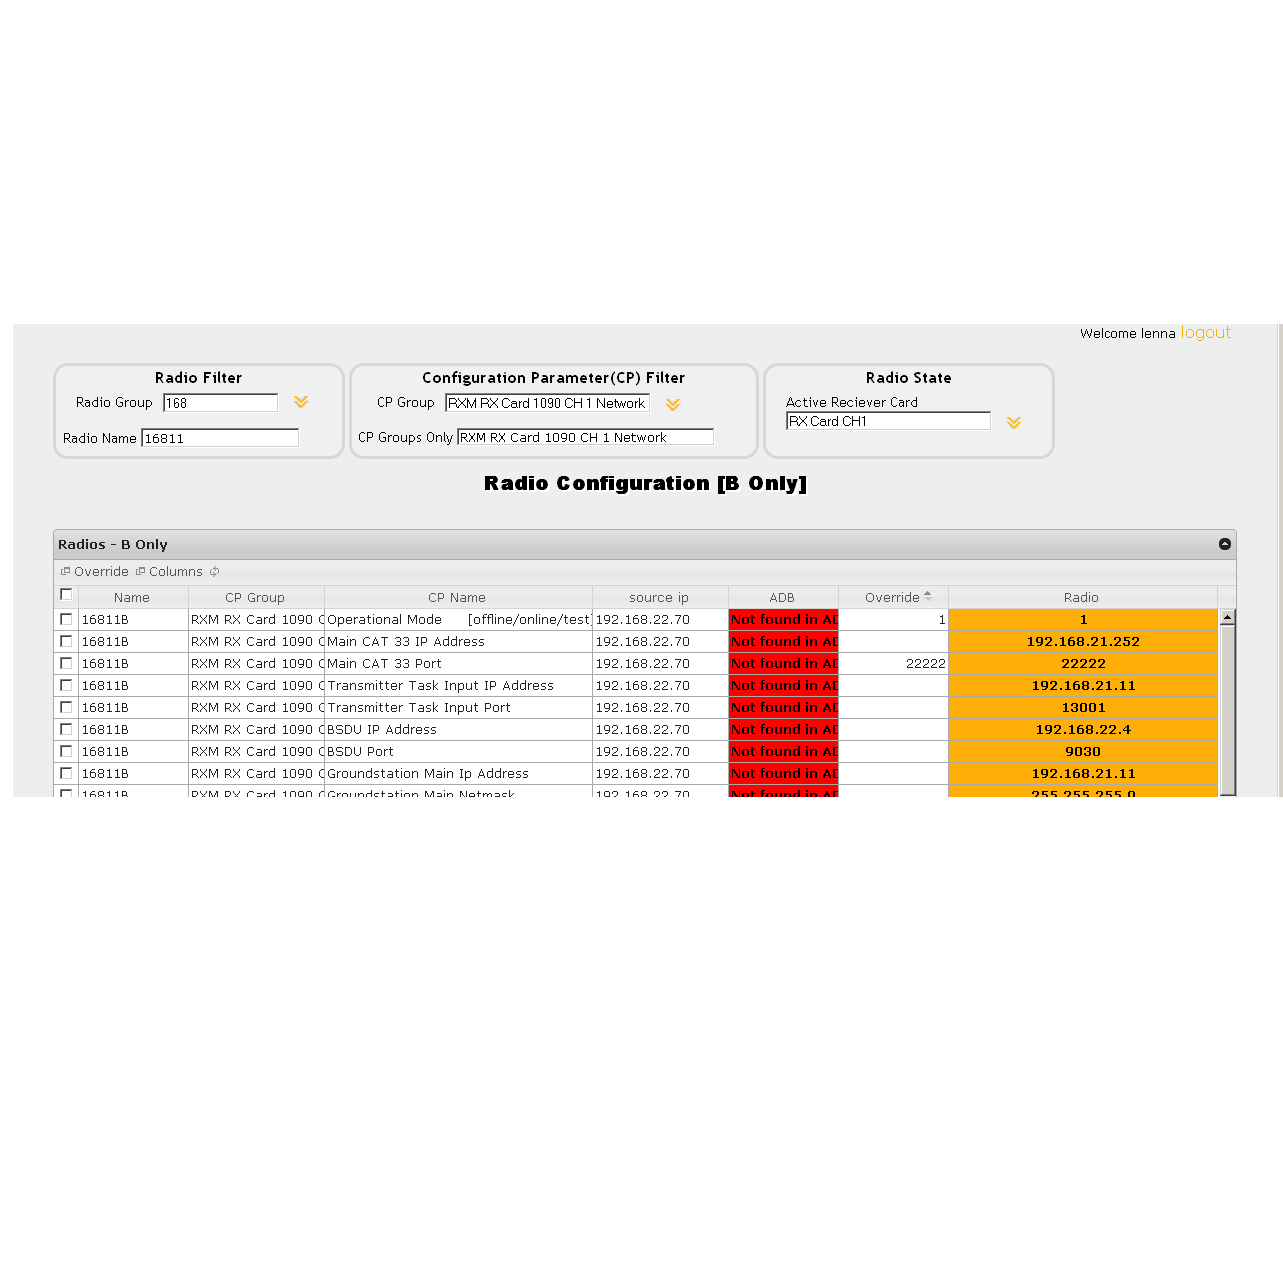 Welcome lenna logout
Radio Filter Configuration Parameter(CP) Filter Radio State
Radio Group 168 CP Group RXM RX Card 1090 CH 1 Network Active Reciever Card
RX Card CH1
Radio Name 16811 CP Groups Only RXM RX Card 1090 CH 1 Network
Radio Configuration [B Only]
Radios - B Only
Override Columns
Name CP Group CP Name source ip ADB Override Radio
16811B RXM RX Card 1090 C Operational Mode [offline/online/test] 192.168.22.70 Not found in AD 1 1
16811B RXM RX Card 1090 C Main CAT 33 IP Address 192.168.22.70 Not found in AD 192.168.21.252
16811B RXM RX Card 1090 C Main CAT 33 Port 192.168.22.70 Not found in AD 22222 22222
16811B RXM RX Card 1090 C Transmitter Task Input IP Address 192.168.22.70 Not found in AD 192.168.21.11
16811B RXM RX Card 1090 C Transmitter Task Input Port 192.168.22.70 Not found in AD 13001
16811B RXM RX Card 1090 C BSDU IP Address 192.168.22.70 Not found in AD 192.168.22.4
16811B RXM RX Card 1090 C BSDU Port 192.168.22.70 Not found in AD 9030
16811B RXM RX Card 1090 C Groundstation Main Ip Address 192.168.22.70 Not found in AD 192.168.21.11
16811B RXM RX Card 1090 C Groundstation Main Netmask 192.168.22.70 Not found in AD 255.255.255.0